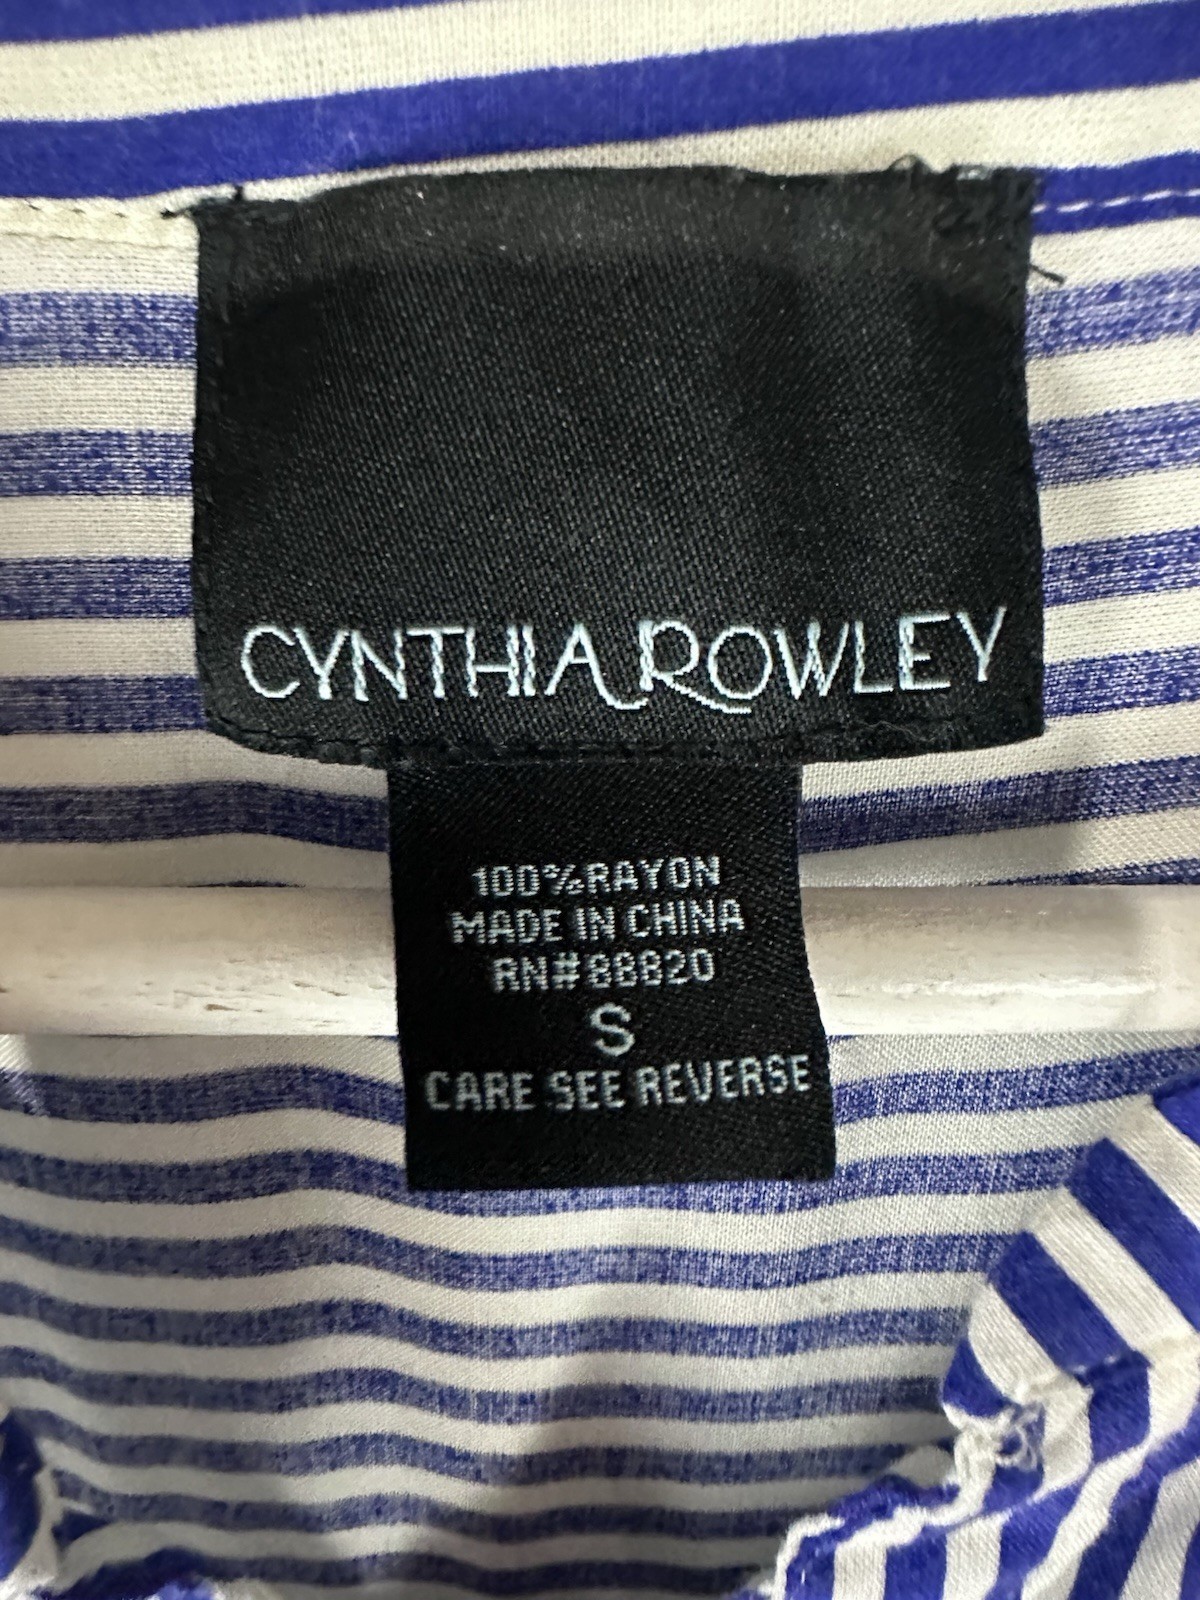 CYNTHIA ROWLEY
100%RAYON
MADE IN CHINA
RN#88820
S
CARE SEE REVERSE